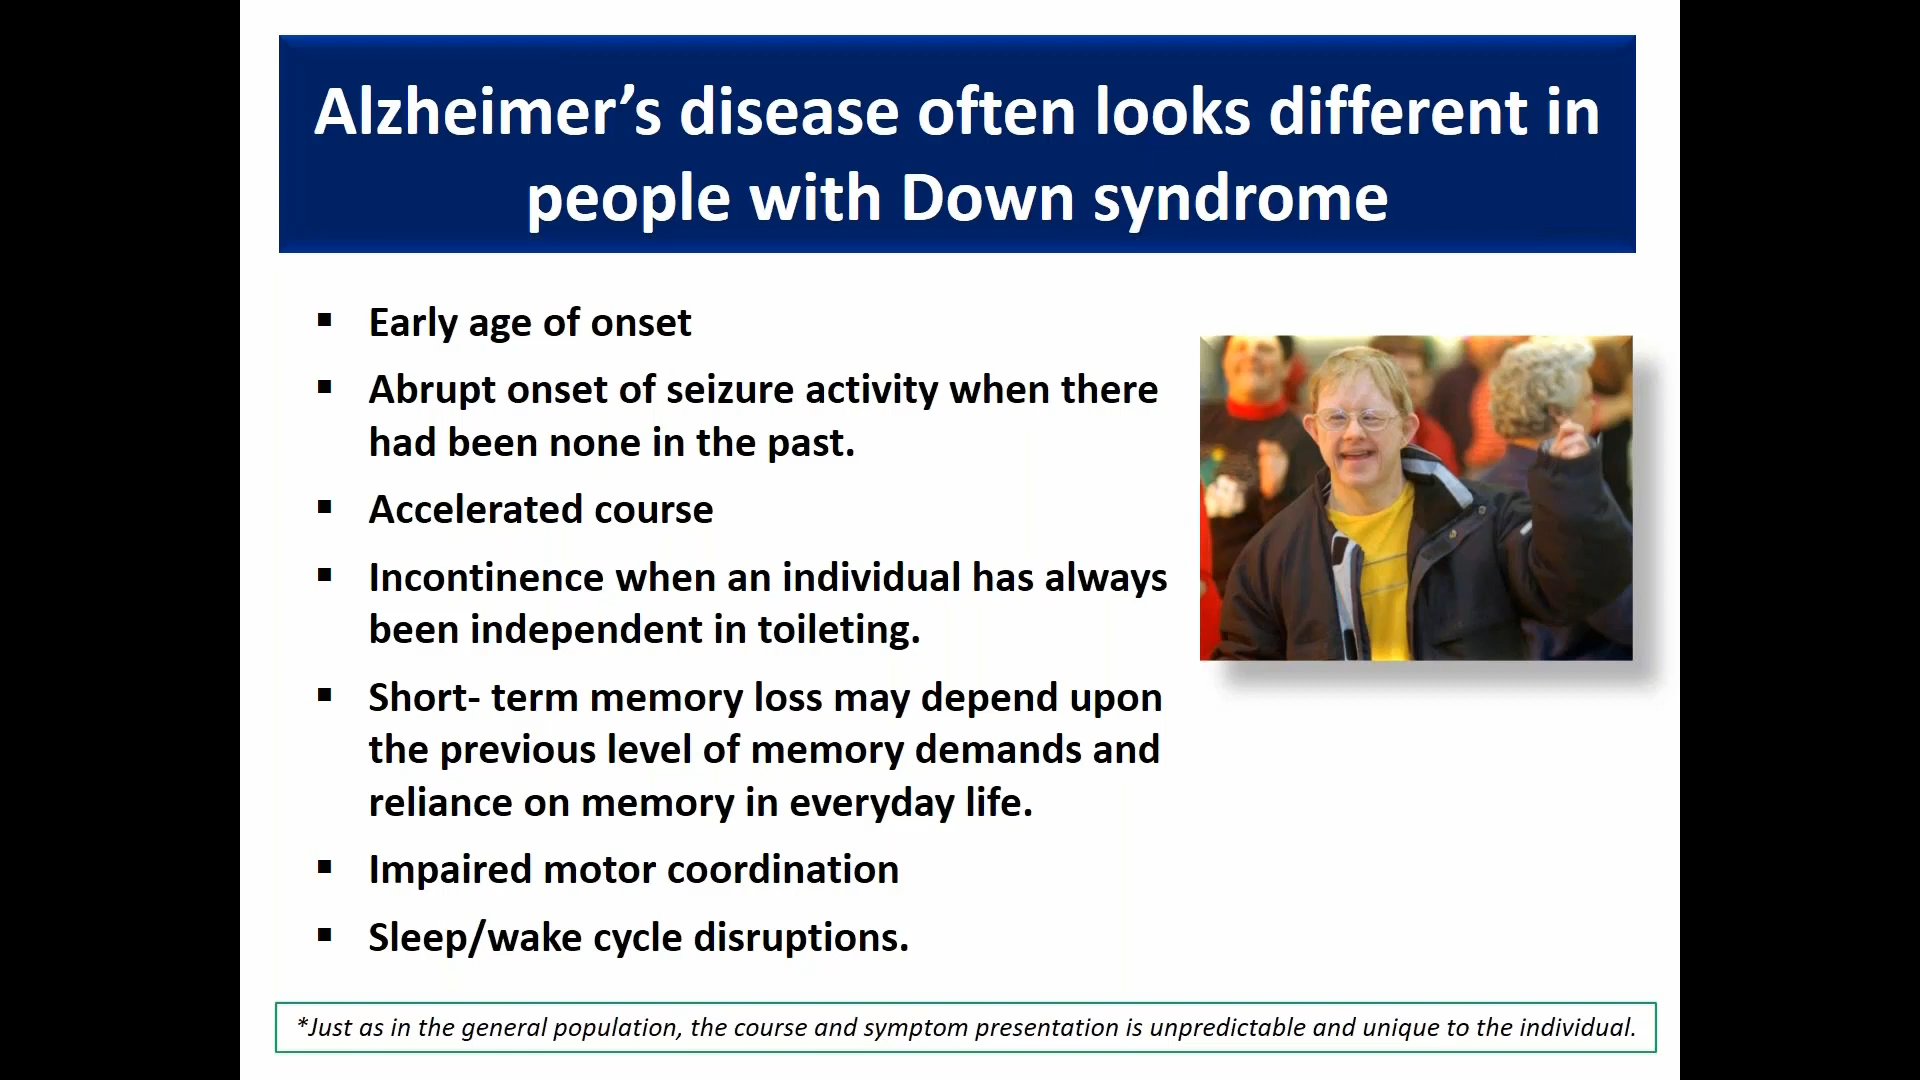 Alzheimer’s disease often looks different in
people with Down syndrome
▪ Early age of onset
▪ Abrupt onset of seizure activity when there
had been none in the past.
▪ Accelerated course
▪ Incontinence when an individual has always
been independent in toileting.
▪ Short- term memory loss may depend upon
the previous level of memory demands and
reliance on memory in everyday life.
▪ Impaired motor coordination
▪ Sleep/wake cycle disruptions.
*Just as in the general population, the course and symptom presentation is unpredictable and unique to the individual.